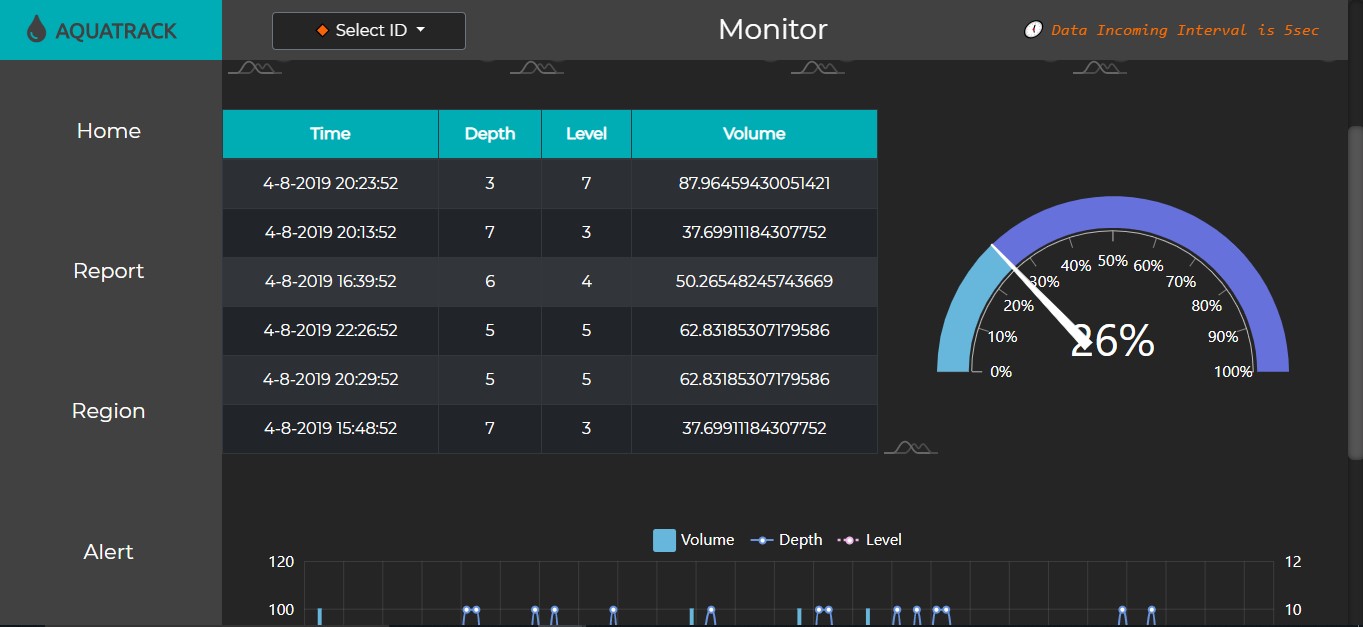 AQUATRACK
Select ID
Monitor
Data Incoming Interval is 5sec
Home
Report
Region
Alert
Time Depth Level Volume
4-8-2019 20:23:52 3 7 87.96459430051421
4-8-2019 20:13:52 7 3 37.69911184307752
4-8-2019 16:39:52 6 4 50.26548245743669
4-8-2019 22:26:52 5 5 62.83185307179586
4-8-2019 20:29:52 5 5 62.83185307179586
4-8-2019 15:48:52 7 3 37.69911184307752
0%
10%
20%
30%
40%
50%
60%
70%
80%
90%
100%
26%
Volume Depth Level
120 12
100 10